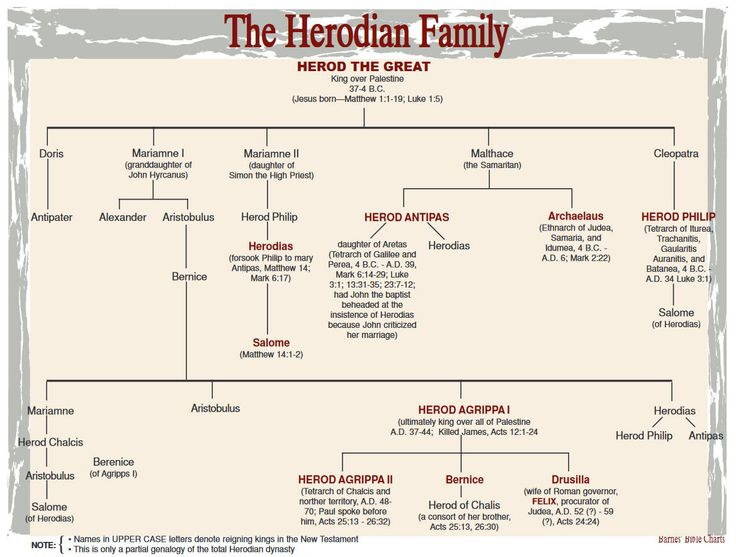 The Herodian Family
HEROD THE GREAT
King over Palestine
37-4 B.C.
(Jesus born—Matthew 1:1-19; Luke 1:5)
Doris
Mariamne I
(granddaughter of
John Hyrcanus)
Mariamne II
(daughter of
Simon the High Priest)
Malthace
(the Samaritan)
Cleopatra
Antipater
Alexander
Aristobulus
Herod Philip
HEROD ANTIPAS
Archaelaus
(Ethnarch of Judea,
Samaria, and
Idumea, 4 B.C. -
A.D. 6; Mark 2:22)
HEROD PHILIP
(Tetrarch of Iturea,
Trachanitis,
Gaularitis
Auranitis, and
Batanea, 4 B.C. -
A.D. 34 Luke 3:1)
Herodias
(forsook Philip to mary
Antipas, Matthew 14;
Mark 6:17)
daughter of Aretas
(Tetrarch of Galilee and
Perea, 4 B.C. - A.D. 39,
Mark 6:14-29; Luke
3:1; 13:31-35; 23:7-12;
had John the baptist
beheaded at the
insistence of Herodias
because John criticized
her marriage)
Herodias
Bernice
Salome
(of Herodias)
Salome
(Matthew 14:1-2)
Mariamne
Aristobulus
HEROD AGRIPPA I
(ultimately king over all of Palestine
A.D. 37-44; Killed James, Acts 12:1-24
Herodias
Herod Philip
Antipas
Herod Chalcis
Aristobulus
Salome
(of Herodias)
Berenice
(of Agripps I)
HEROD AGRIPPA II
(Tetrarch of Chalcis and
norther territory, A.D. 48-
70; Paul spoke before
him, Acts 25:13 - 26:32)
Bernice
Herod of Chalis
(a consort of her brother,
Acts 25:13, 26:30)
Drusilla
(wife of Roman governor,
FELIX, procurator of
Judea, A.D. 52 (?) - 59
(?), Acts 24:24)
NOTE: { • Names in UPPER CASE letters denote reigning kings in the New Testament
• This is only a partial genalogy of the total Herodian dynasty
Barnes' Bible Charts